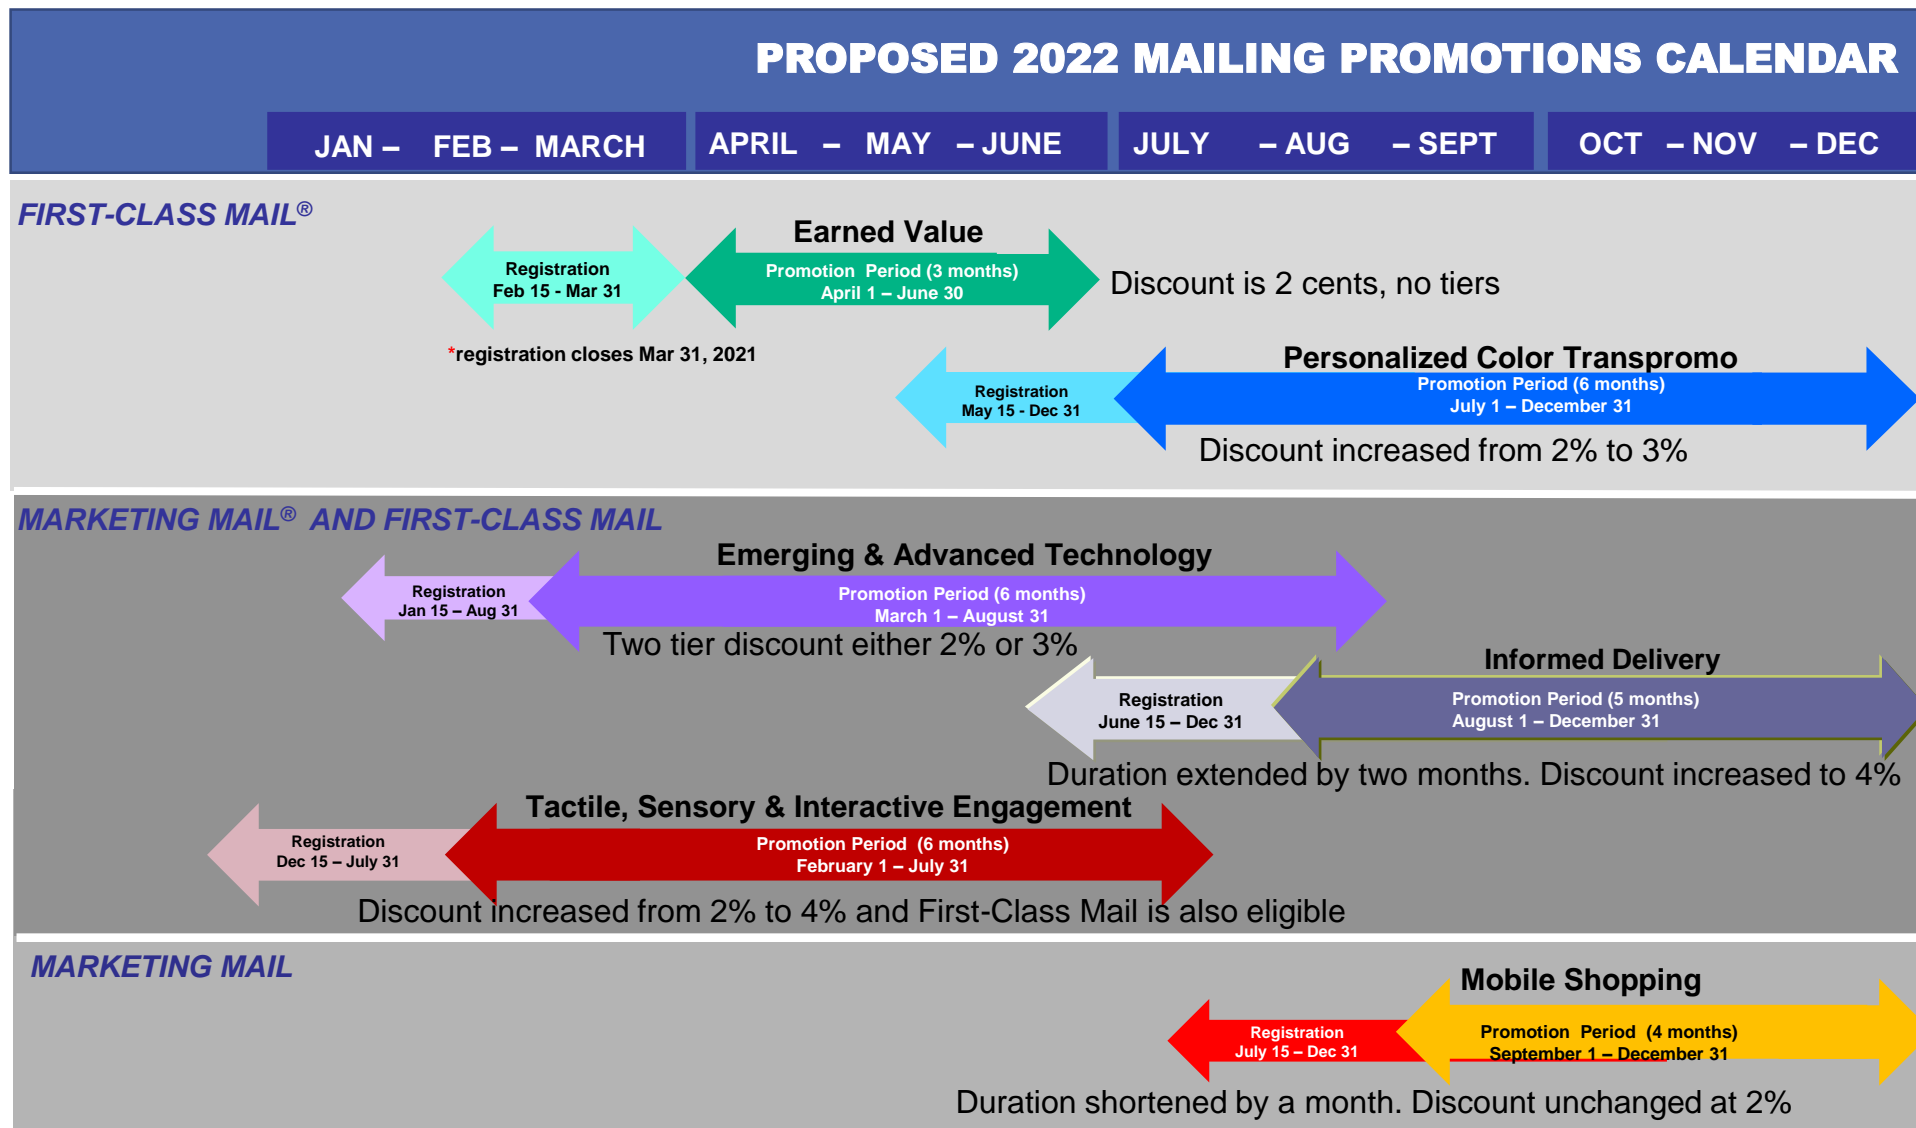 PROPOSED 2022 MAILING PROMOTIONS CALENDAR
JAN – FEB – MARCH APRIL – MAY – JUNE JULY – AUG – SEPT OCT – NOV – DEC
FIRST-CLASS MAIL®
Earned Value
Registration
Feb 15 - Mar 31
Promotion Period (3 months)
April 1 – June 30
Discount is 2 cents, no tiers
*registration closes Mar 31, 2021
Personalized Color Transpromo
Registration
May 15 - Dec 31
Promotion Period (6 months)
July 1 – December 31
Discount increased from 2% to 3%
MARKETING MAIL® AND FIRST-CLASS MAIL
Emerging & Advanced Technology
Registration
Jan 15 – Aug 31
Promotion Period (6 months)
March 1 – August 31
Two tier discount either 2% or 3%
Informed Delivery
Registration
June 15 – Dec 31
Promotion Period (5 months)
August 1 – December 31
Duration extended by two months. Discount increased to 4%
Tactile, Sensory & Interactive Engagement
Registration
Dec 15 – July 31
Promotion Period (6 months)
February 1 – July 31
Discount increased from 2% to 4% and First-Class Mail is also eligible
MARKETING MAIL
Mobile Shopping
Registration
July 15 – Dec 31
Promotion Period (4 months)
September 1 – December 31
Duration shortened by a month. Discount unchanged at 2%